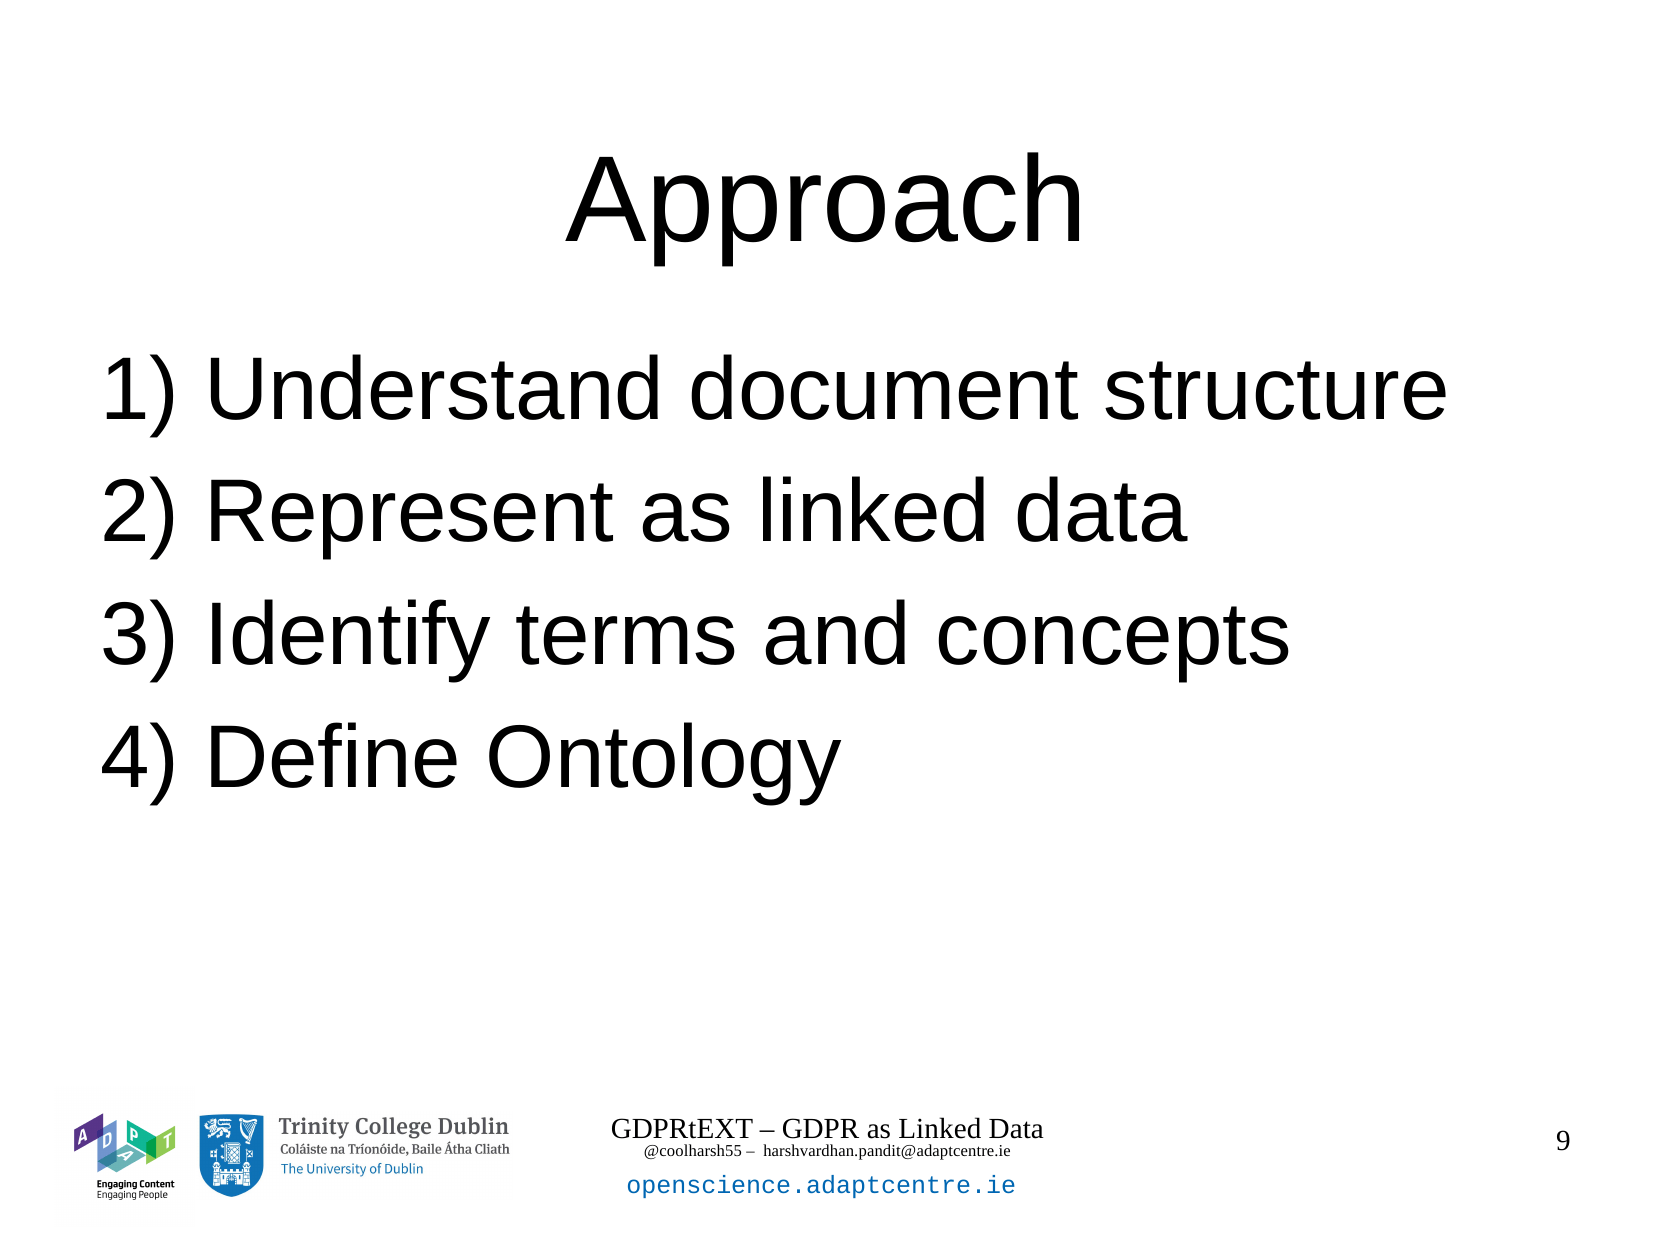 Approach
1) Understand document structure
2) Represent as linked data
3) Identify terms and concepts
4) Define Ontology
ADAPT
Engaging Content
Engaging People
Trinity College Dublin
Coláiste na Tríonóide, Baile Átha Cliath
The University of Dublin
GDPRtEXT – GDPR as Linked Data
@coolharsh55 – harshvardhan.pandit@adaptcentre.ie
openscience.adaptcentre.ie
9